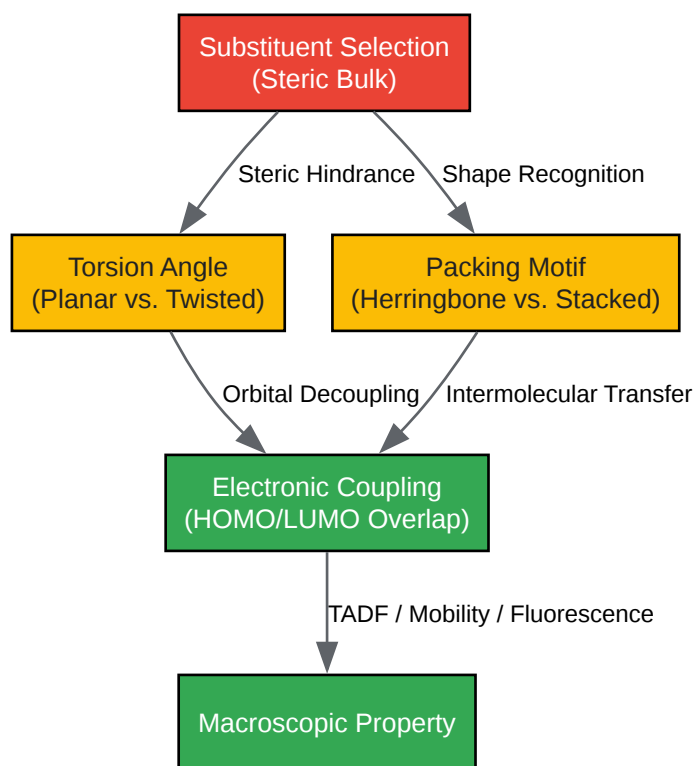 Substituent Selection
(Steric Bulk)
Steric Hindrance
Shape Recognition
Torsion Angle
(Planar vs. Twisted)
Packing Motif
(Herringbone vs. Stacked)
Orbital Decoupling
Intermolecular Transfer
Electronic Coupling
(HOMO/LUMO Overlap)
TADF / Mobility / Fluorescence
Macroscopic Property